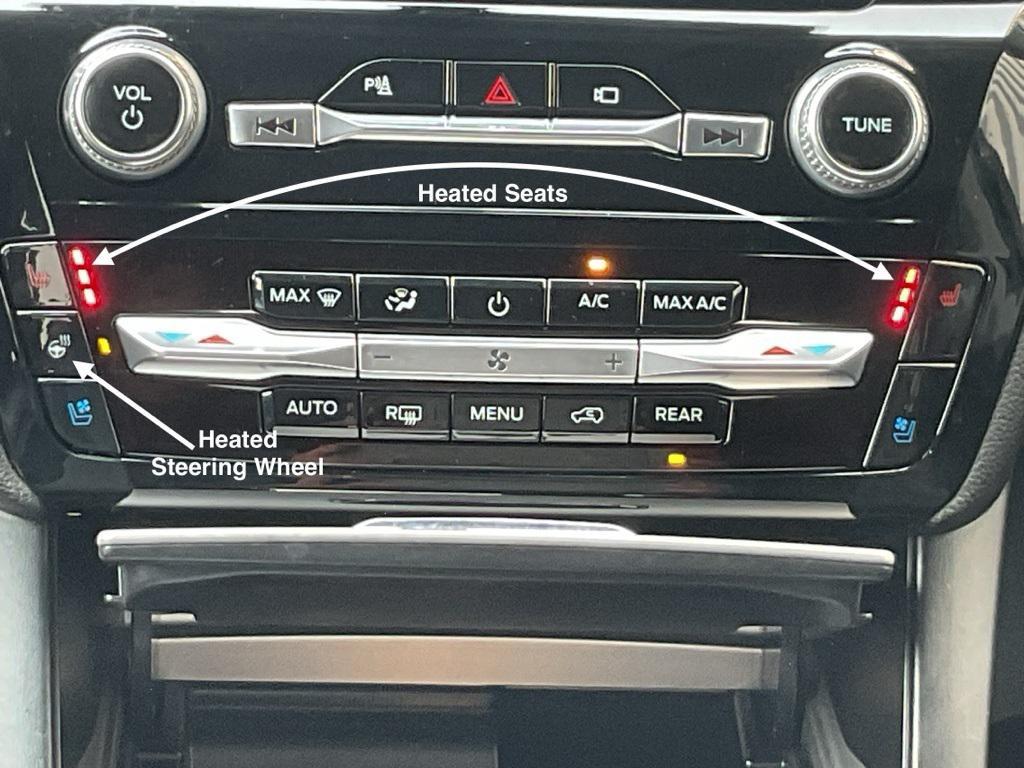 VOL
P
TUNE
Heated Seats
MAX
A/C
MAX A/C
- +
AUTO
R
MENU
REAR
Heated
Steering Wheel